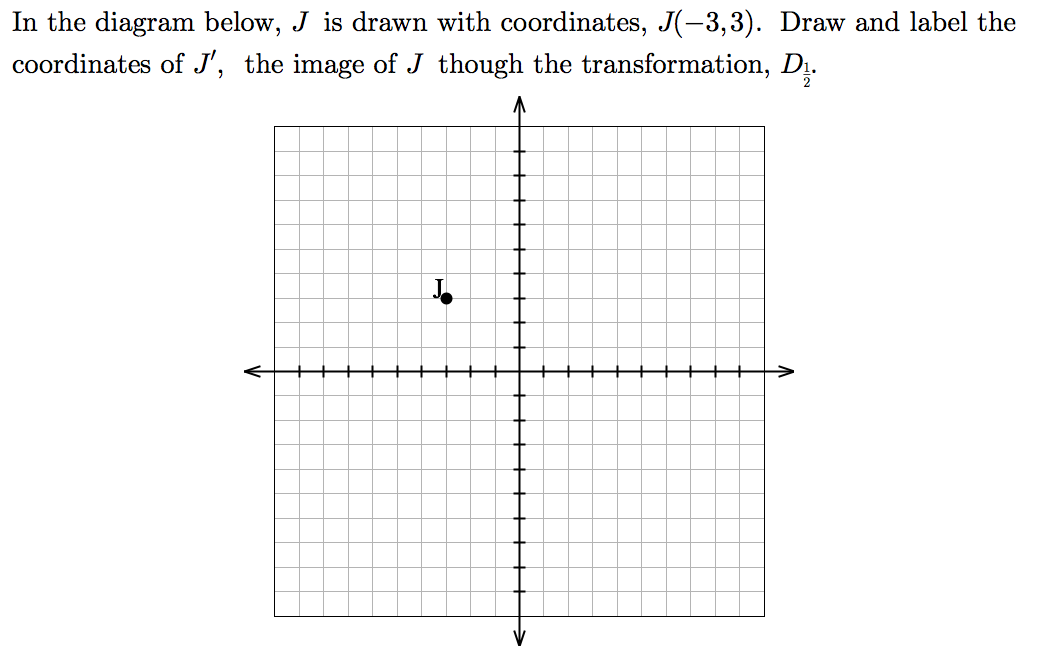 In the diagram below, J is drawn with coordinates, J(−3,3). Draw and label the
coordinates of J′, the image of J though the transformation, D½.
J